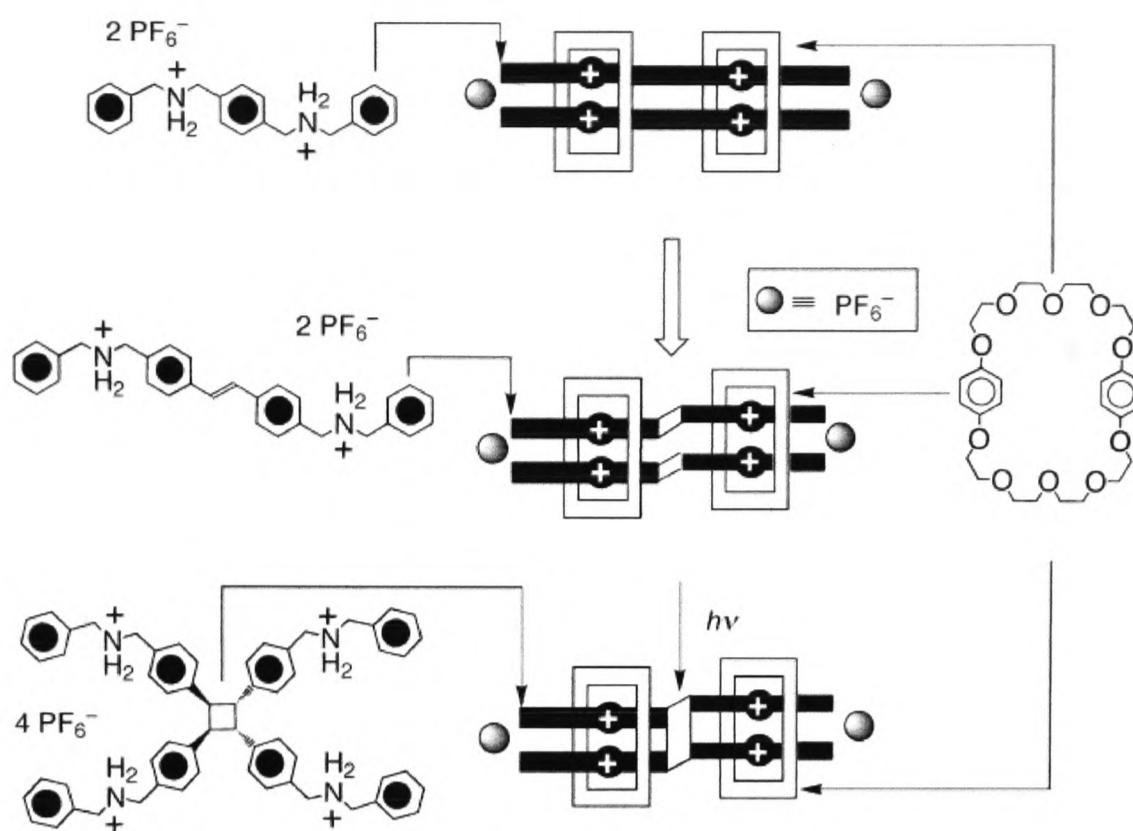 2 PF6⁻
+
N
H2
H2
N
+
+
+
+
+
≡ PF6⁻
O O O
O O
O O
O O O
2 PF6⁻
+
N
H2
H2
N
+
+
+
+
+
hν
+
N
H2
+
N
H2
4 PF6⁻
H2
N
+
H2
N
+
+
+
+
+